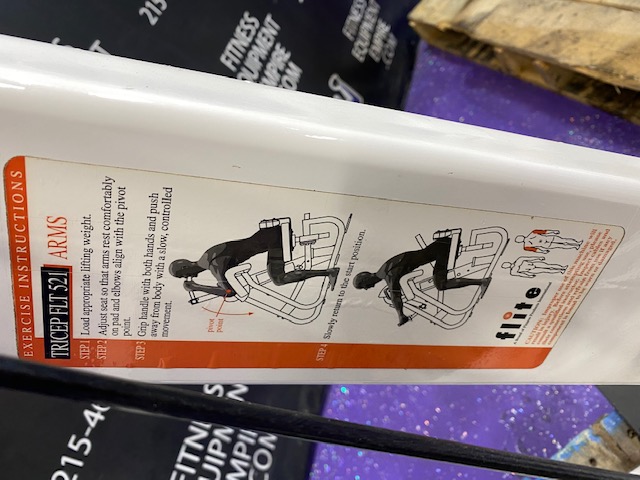 EXERCISE INSTRUCTIONS
TRICEP FLT 521 ARMS
STEP 1 Load appropriate lifting weight.
STEP 2 Adjust seat so that arms rest comfortably
on pad and elbows align with the pivot
point.
STEP 3 Grip handle with both hands and push
away from body with a slow, controlled
movement.
pivot
point
STEP 4 Slowly return to the start position.
flite
215
FITNESS
EQUIPMENT
EMPIRE
.COM
FITNESS
EQUIPMENT
EMPIRE
.COM
215-4